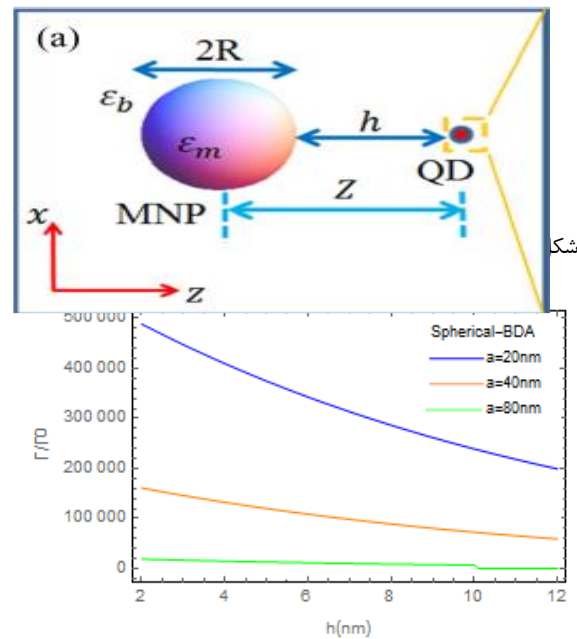 (a)
2R
ε_b
ε_m
h
QD
MNP
Z
x
z
شکل
500 000
Spherical–BDA
a=20nm
400 000
a=40nm
a=80nm
300 000
Γ/Γ0
200 000
100 000
0
2 4 6 8 10 12
h(nm)